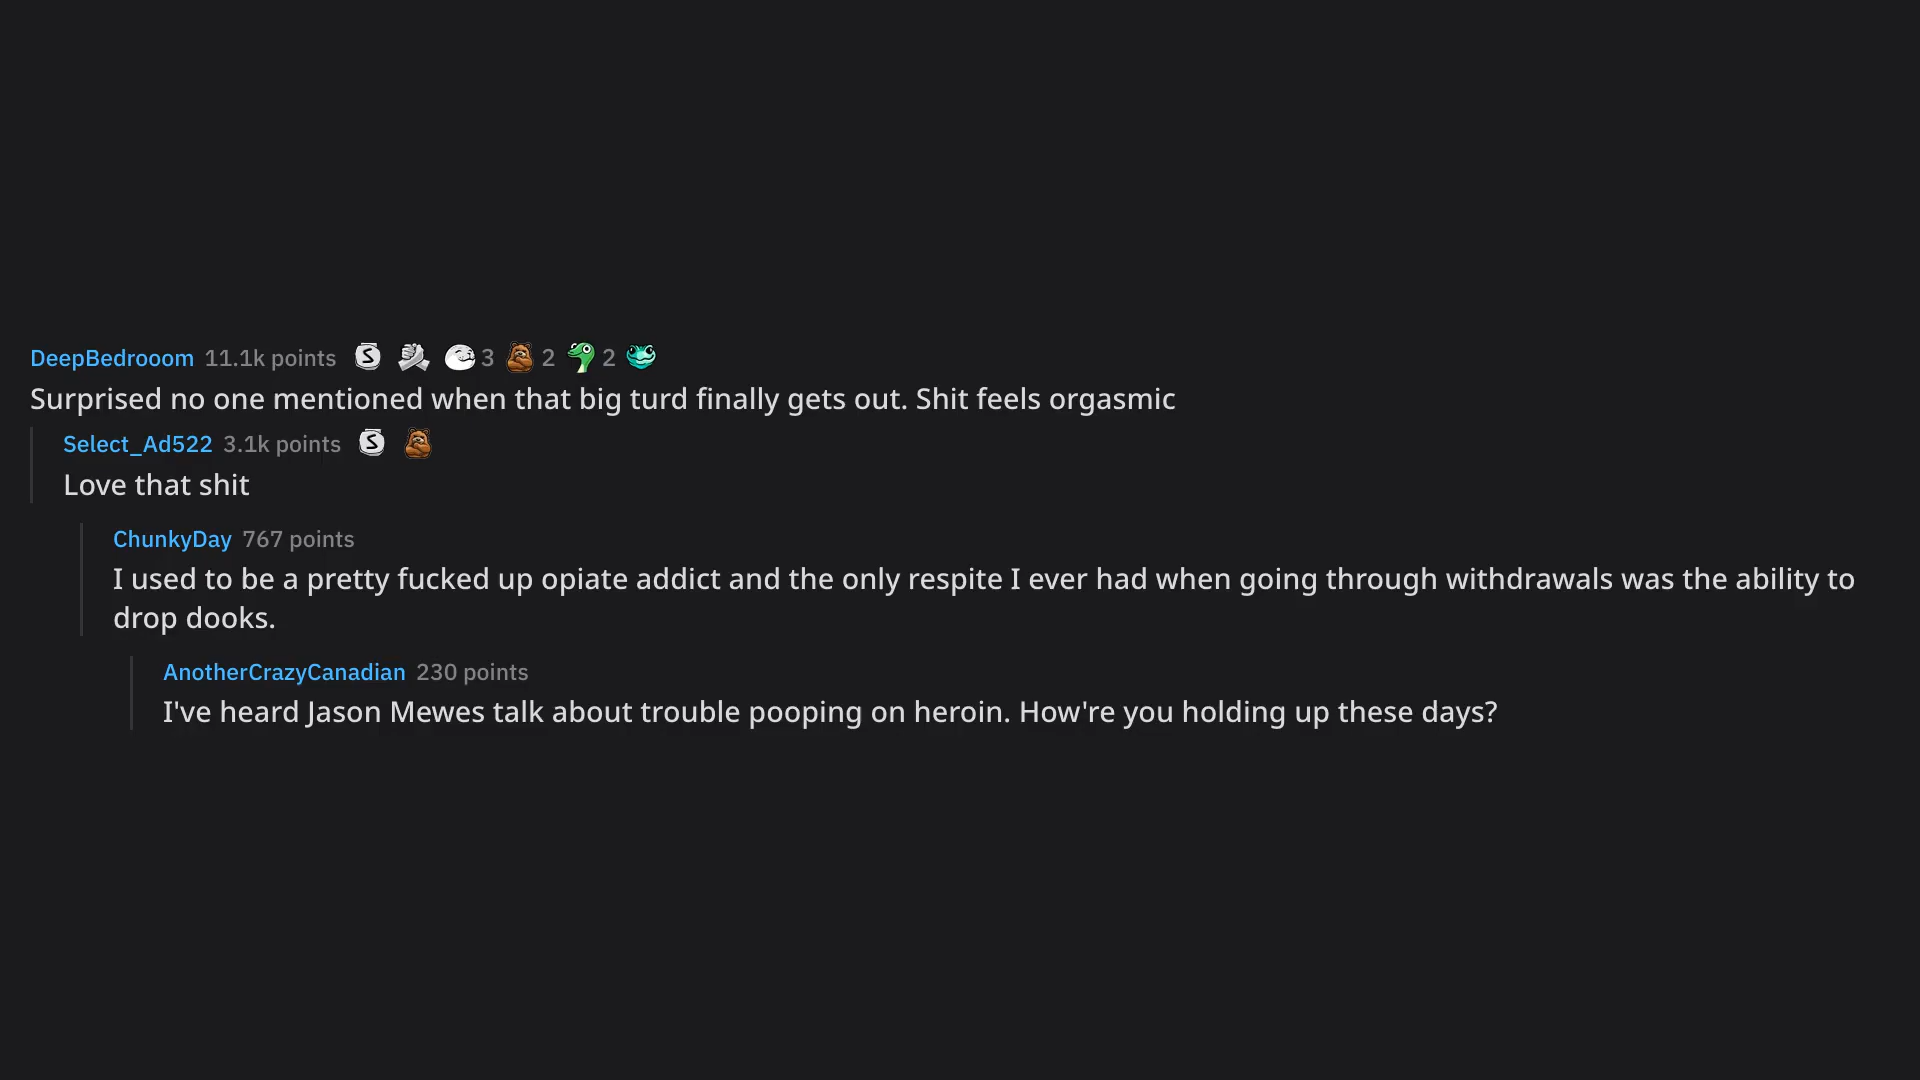 DeepBedrooom 11.1k points 3 2 2
Surprised no one mentioned when that big turd finally gets out. Shit feels orgasmic
Select_Ad522 3.1k points
Love that shit
ChunkyDay 767 points
I used to be a pretty fucked up opiate addict and the only respite I ever had when going through withdrawals was the ability to
drop dooks.
AnotherCrazyCanadian 230 points
I've heard Jason Mewes talk about trouble pooping on heroin. How're you holding up these days?